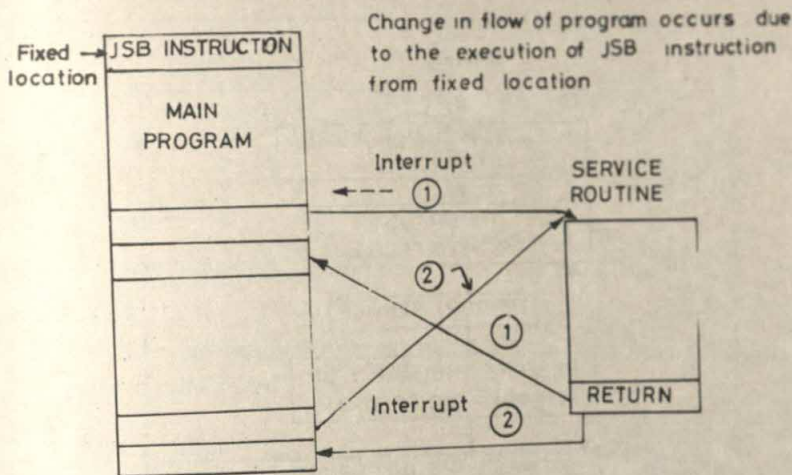 Change in flow of program occurs due
to the execution of JSB instruction
from fixed location
Fixed
location
JSB INSTRUCTION
MAIN
PROGRAM
Interrupt
①
SERVICE
ROUTINE
②
①
Interrupt
②
RETURN